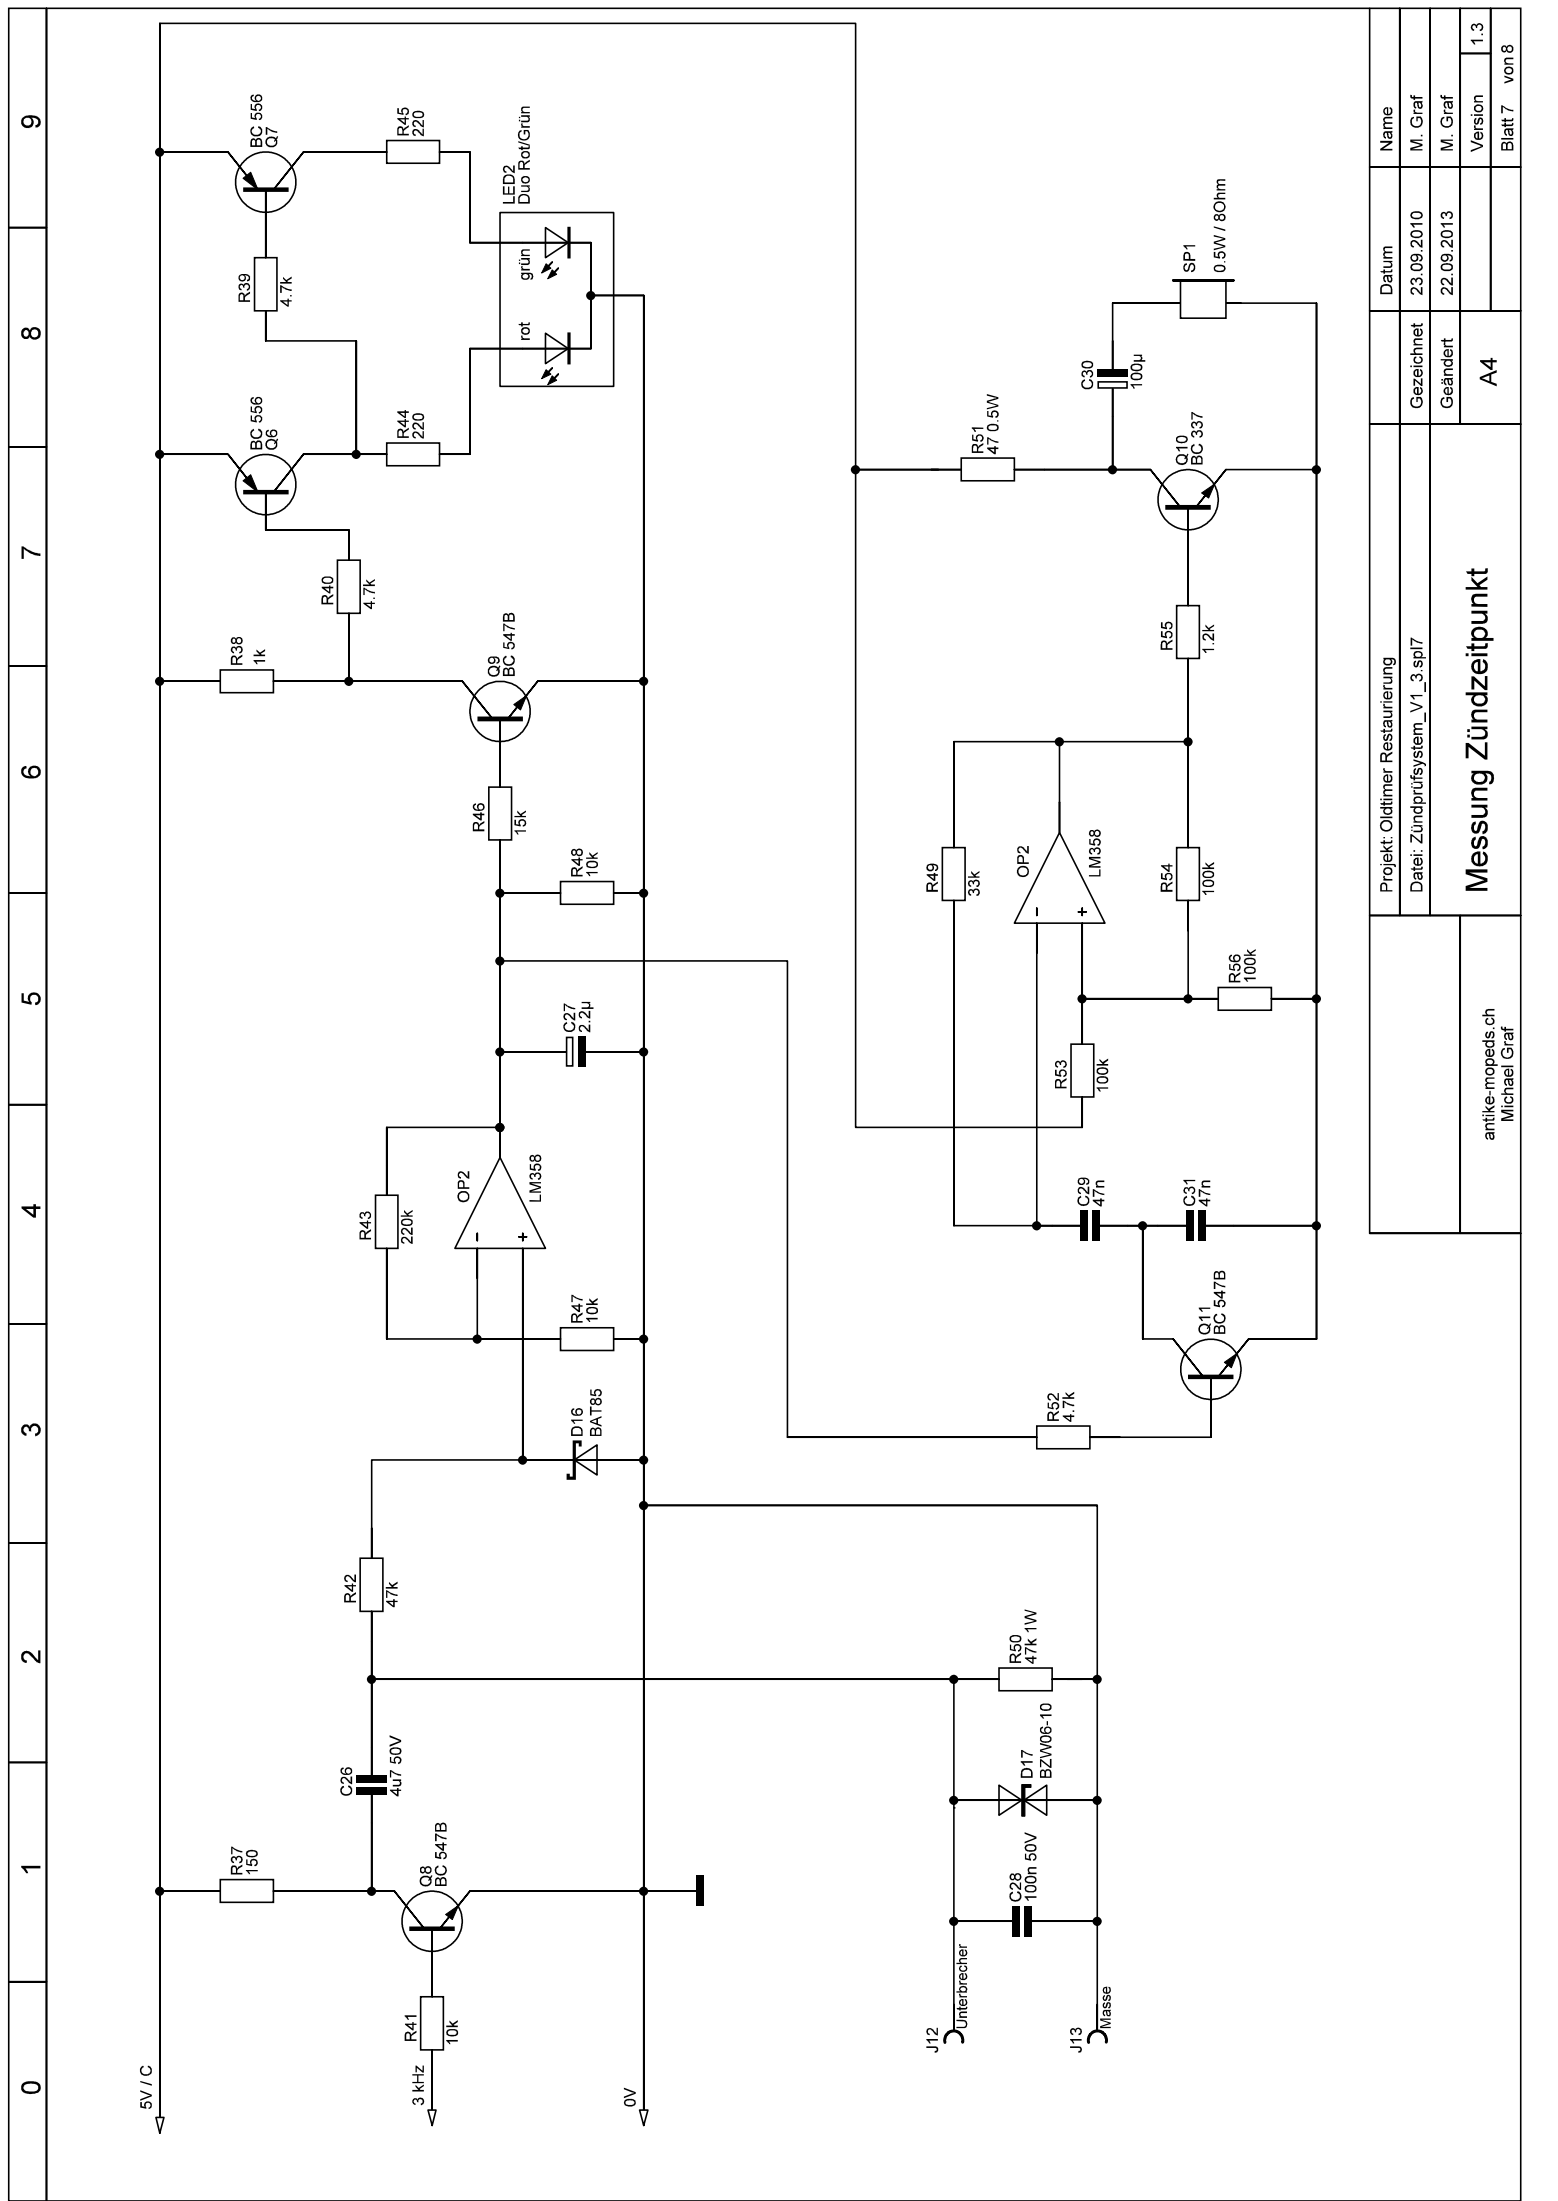 0 1 2 3 4 5 6 7 8 9
5V / C
R37
150
R38
1k
BC 556
Q6
BC 556
Q7
R39
4.7k
R40
4.7k
R44
220
R45
220
3 kHz
R41
10k
Q8
BC 547B
C26
4u7 50V
R42
47k
R43
220k
OP2
-
+
LM358
D16
BAT85
R47
10k
C27
2.2µ
R48
10k
R46
15k
Q9
BC 547B
LED2
Duo Rot/Grün
rot
grün
0V
J12
Unterbrecher
J13
Masse
C28
100n 50V
D17
BZW06-10
R50
47k 1W
R52
4.7k
Q11
BC 547B
C29
47n
C31
47n
R49
33k
OP2
-
+
LM358
R53
100k
R54
100k
R56
100k
R55
1.2k
Q10
BC 337
R51
47 0.5W
C30
100µ
SP1
0.5W / 8Ohm
antike-mopeds.ch
Michael Graf
Projekt: Oldtimer Restaurierung
Datei: Zündprüfsystem_V1_3.spl7
Messung Zündzeitpunkt
Datum Name
Gezeichnet 23.09.2010 M. Graf
Geändert 22.09.2013 M. Graf
A4
Version 1.3
Blatt 7 von 8